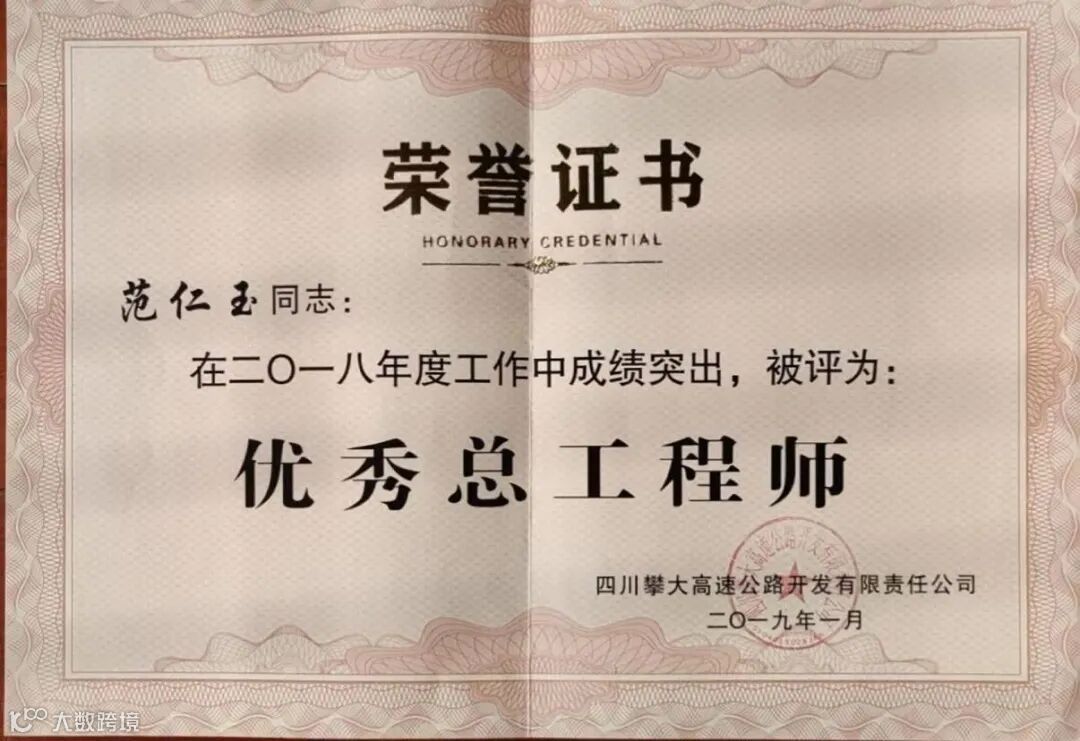 荣誉证书
HONORARY CREDENTIAL
范仁玉同志：
在二〇一八年度工作中成绩突出，被评为：
优秀总工程师
四川攀大高速公路开发有限责任公司
二〇一九年一月
大数跨境